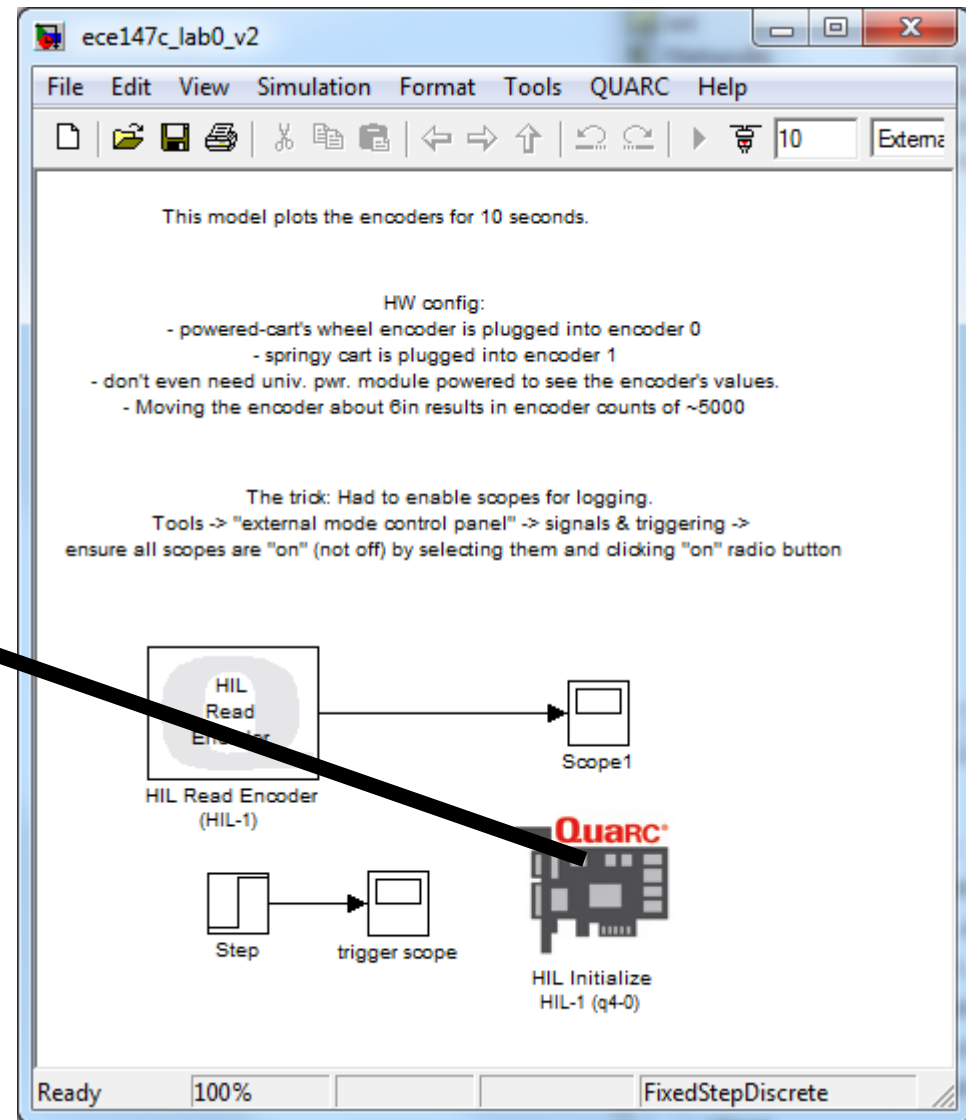 ece147c_lab0_v2
File Edit View Simulation Format Tools QUARC Help
10 Externa
This model plots the encoders for 10 seconds.
HW config:
- powered-cart's wheel encoder is plugged into encoder 0
- springy cart is plugged into encoder 1
- don't even need univ. pwr. module powered to see the encoder's values.
- Moving the encoder about 6in results in encoder counts of ~5000
The trick: Had to enable scopes for logging.
Tools -> "external mode control panel" -> signals & triggering ->
ensure all scopes are "on" (not off) by selecting them and clicking "on" radio button
HIL
Read
Scope1
HIL Read Encoder
(HIL-1)
QUARC®
Step
trigger scope
HIL Initialize
HIL-1 (q4-0)
Ready 100% FixedStepDiscrete